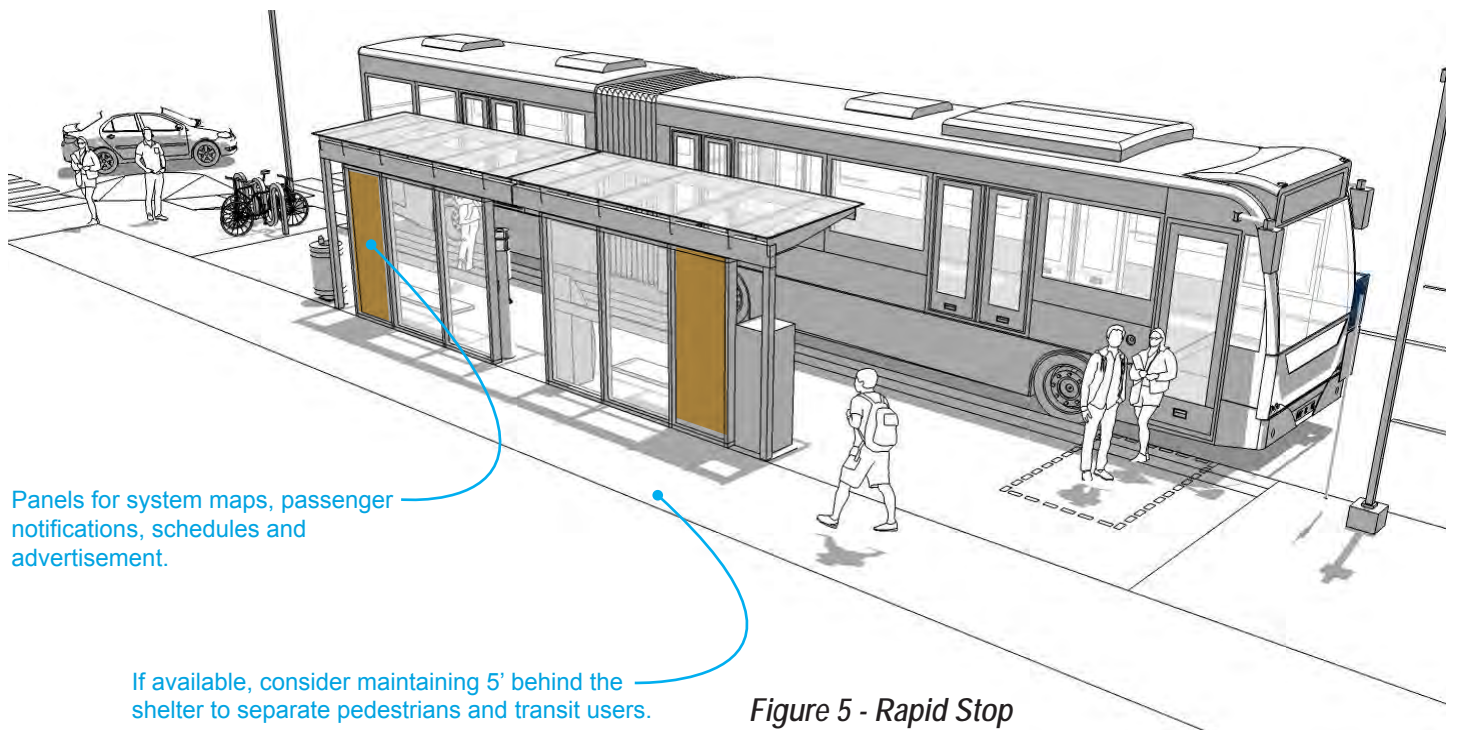 Panels for system maps, passenger
notifications, schedules and
advertisement.
If available, consider maintaining 5’ behind the
shelter to separate pedestrians and transit users.
Figure 5 - Rapid Stop